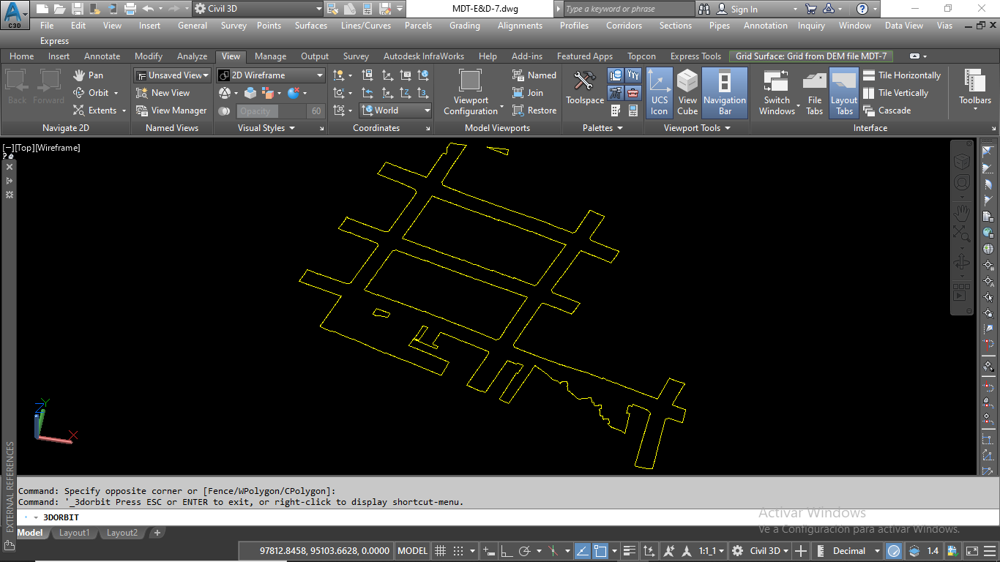 Civil 3D
MDT-E&D-7.dwg
Type a keyword or phrase
Sign In
C3D
File Edit View Insert General Survey Points Surfaces Lines/Curves Parcels Grading Alignments Profiles Corridors Sections Pipes Annotation Inquiry Window Data View Vias
Express
Home Insert Annotate Modify Analyze View Manage Output Survey Autodesk InfraWorks Help Add-ins Featured Apps Topcon Express Tools Grid Surface: Grid from DEM file MDT-7
Pan Unsaved View 2D Wireframe Named Tile Horizontally
Back Forward Orbit New View Viewport Configuration Join Toolspace UCS Icon View Cube Navigation Bar Switch Windows File Tabs Layout Tabs Tile Vertically Toolbars
Extents View Manager Opacity 60 World Restore Cascade
Navigate 2D Named Views Visual Styles Coordinates Model Viewports Palettes Viewport Tools Interface
[−][Top][Wireframe]
Y
Z
X
EXTERNAL REFERENCES
Command: Specify opposite corner or [Fence/WPolygon/CPolygon]:
Command: '_3dorbit Press ESC or ENTER to exit, or right-click to display shortcut-menu.
3DORBIT
Activar Windows
Ve a Configuración para activar Windows.
Model Layout1 Layout2 +
97812.8458, 95103.6628, 0.0000 MODEL 1:1_1 Civil 3D Decimal 1.4